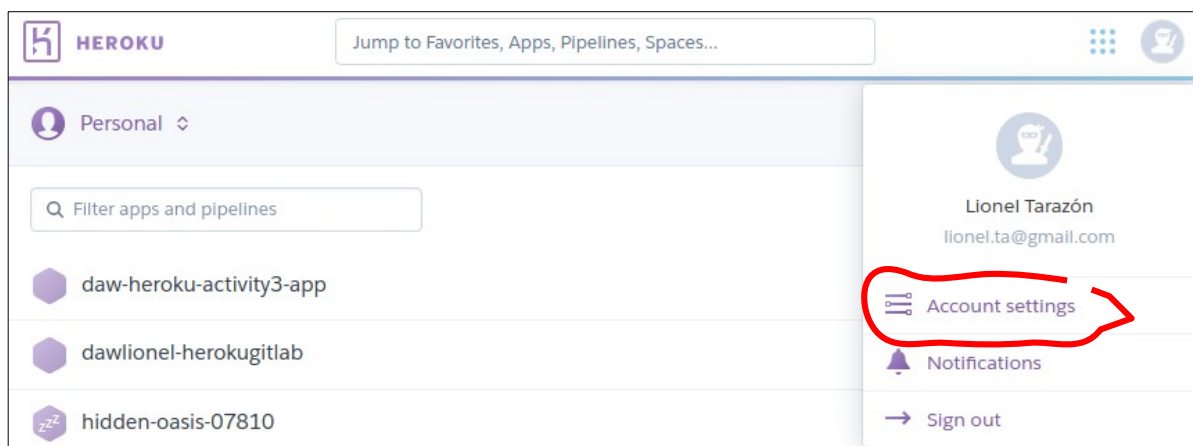 HEROKU
Jump to Favorites, Apps, Pipelines, Spaces...
Personal
Filter apps and pipelines
daw-heroku-activity3-app
dawlionel-herokugitlab
zzz hidden-oasis-07810
Lionel Tarazón
lionel.ta@gmail.com
Account settings
Notifications
Sign out